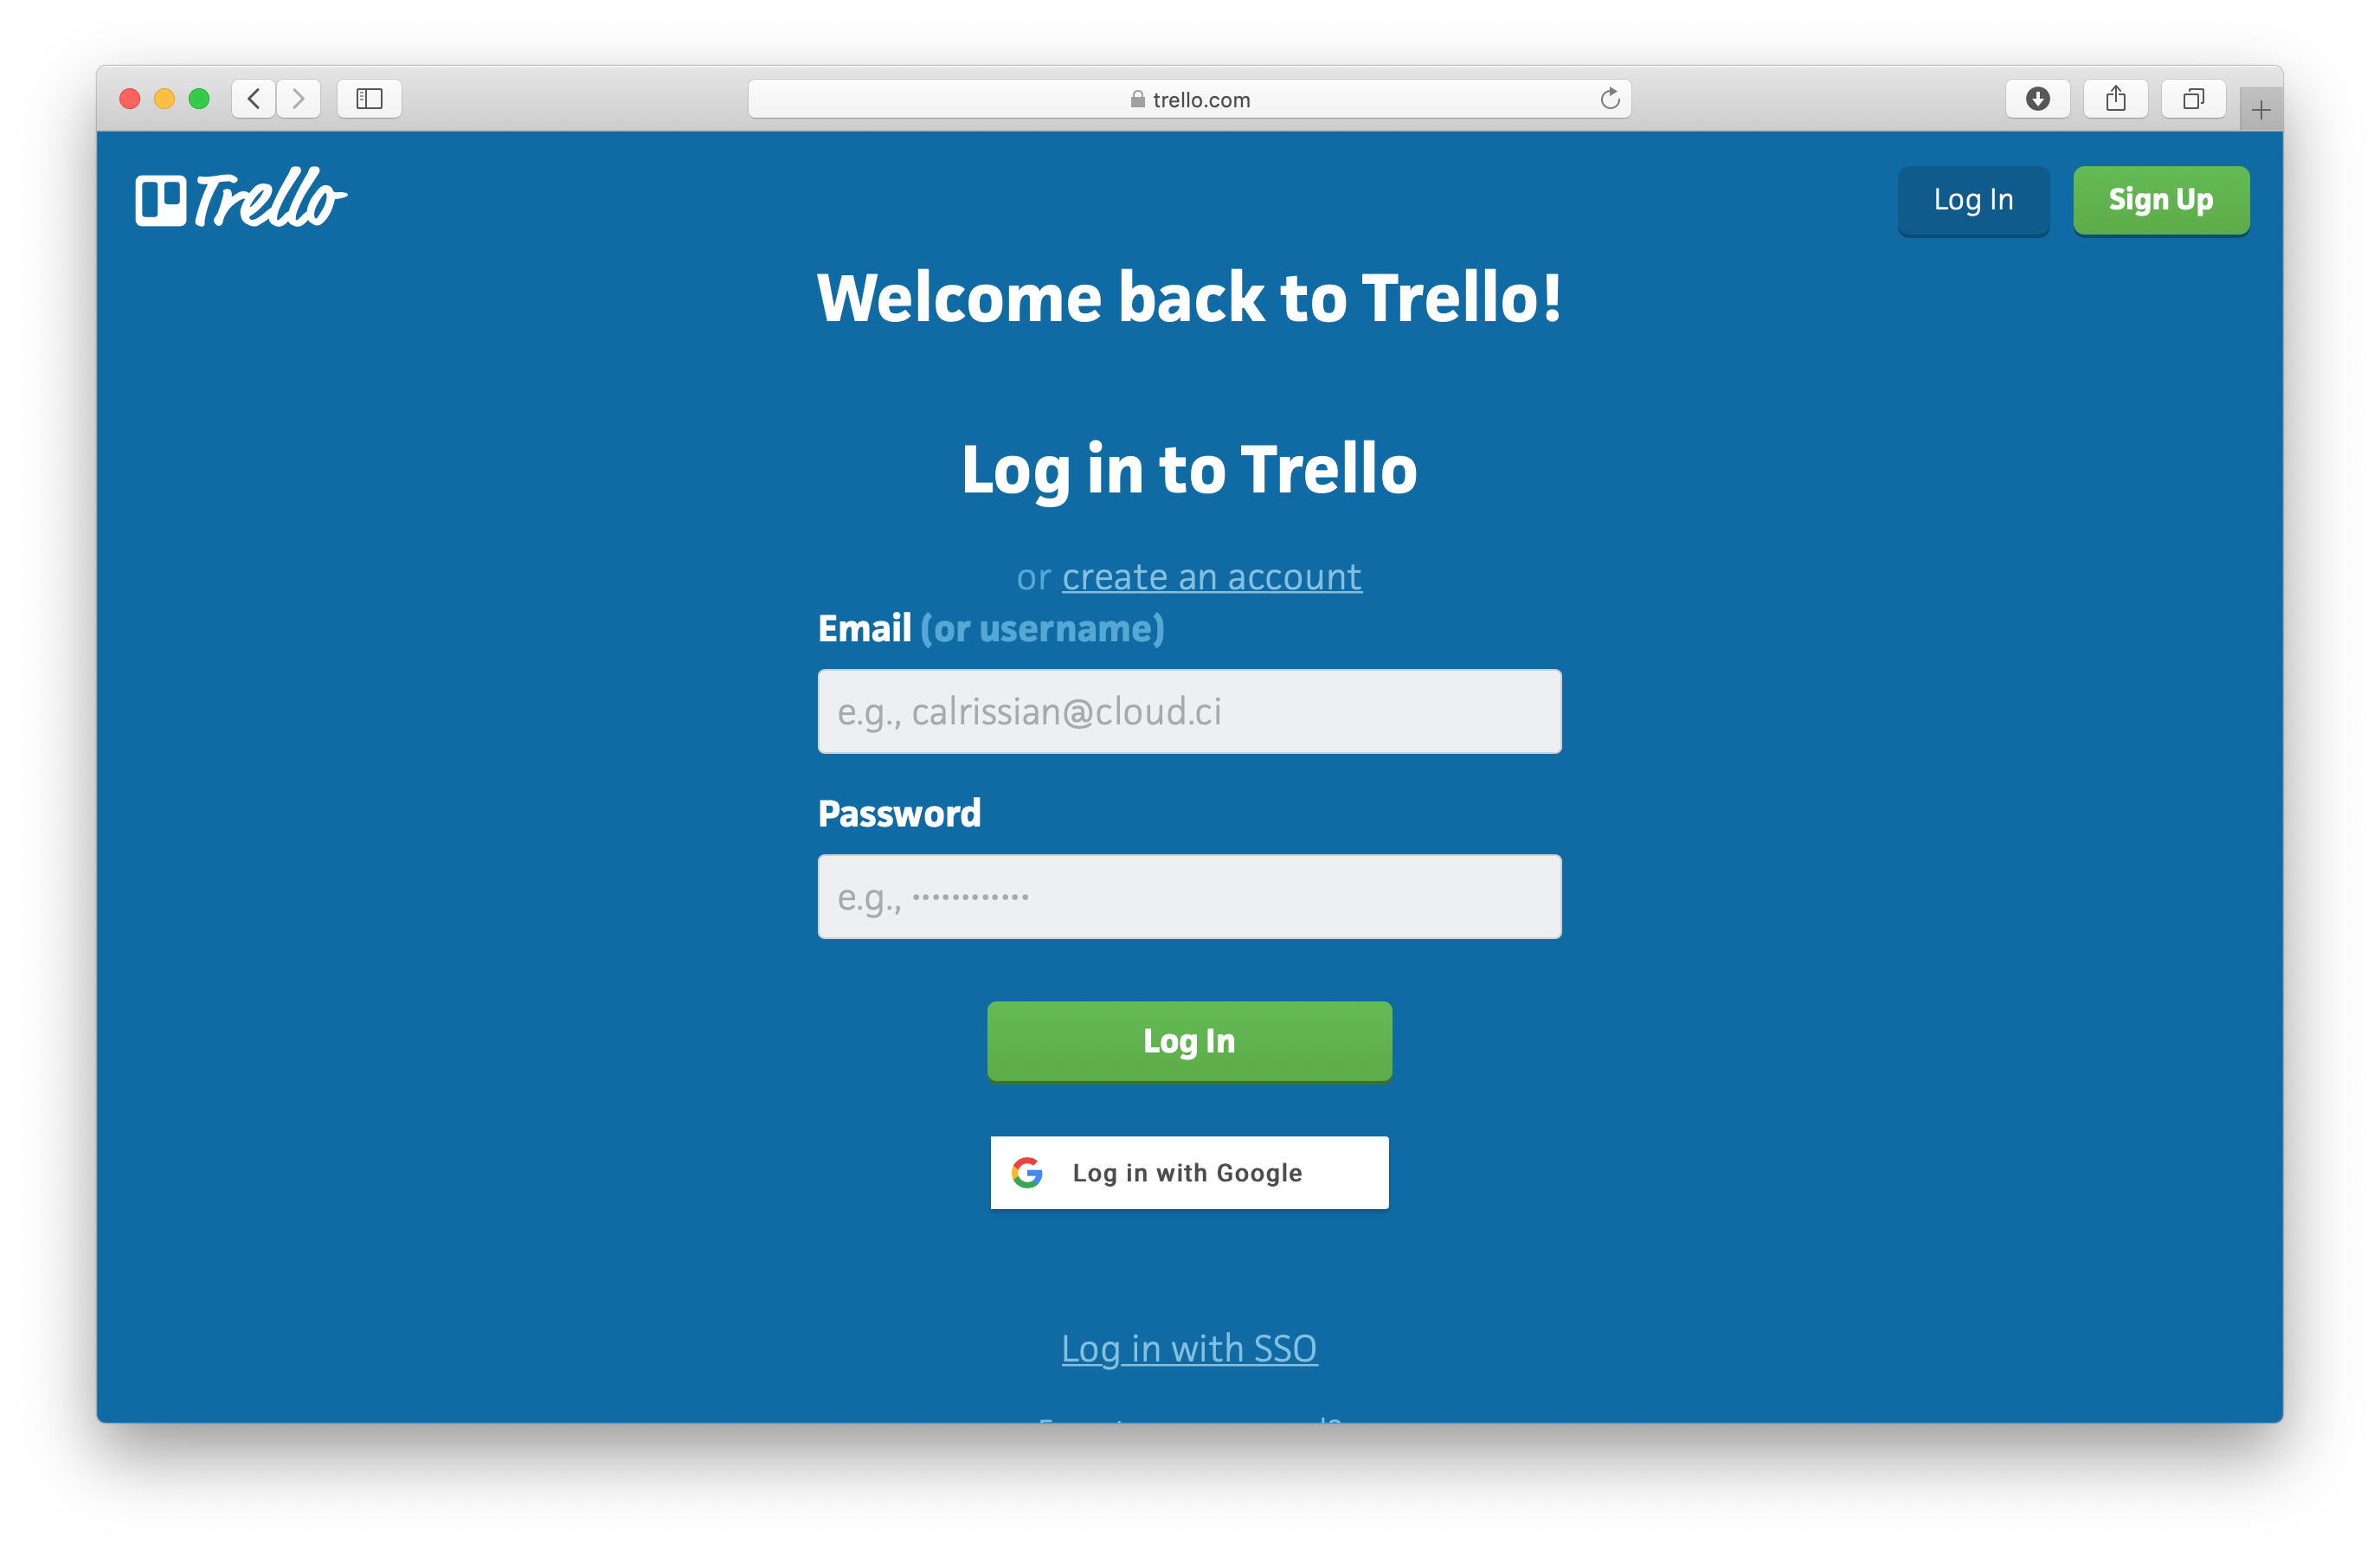 trello.com
Trello
Log In
Sign Up
Welcome back to Trello!
Log in to Trello
or create an account
Email (or username)
e.g., calrissian@cloud.ci
Password
e.g., ············
Log In
Log in with Google
Log in with SSO